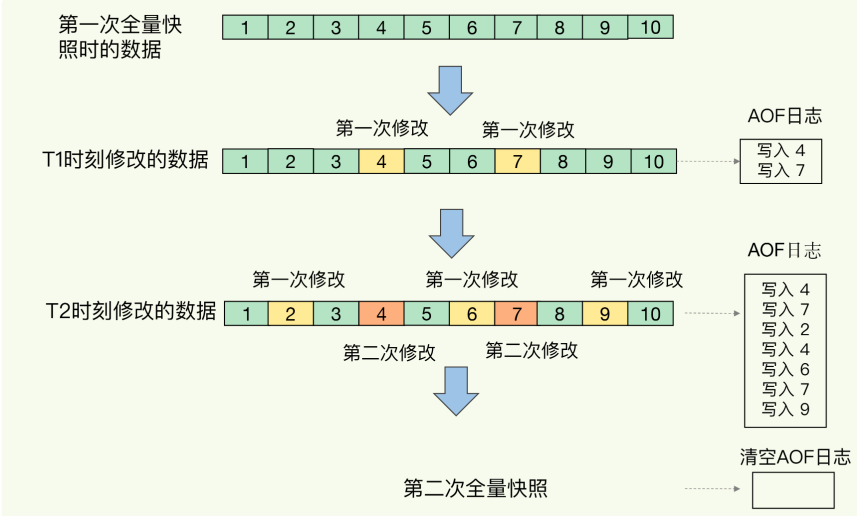 第一次全量快
照时的数据
1 2 3 4 5 6 7 8 9 10
第一次修改 第一次修改
AOF日志
T1时刻修改的数据
1 2 3 4 5 6 7 8 9 10
写入 4
写入 7
第一次修改 第一次修改 第一次修改
AOF日志
T2时刻修改的数据
1 2 3 4 5 6 7 8 9 10
第二次修改 第二次修改
写入 4
写入 7
写入 2
写入 4
写入 6
写入 7
写入 9
第二次全量快照
清空AOF日志